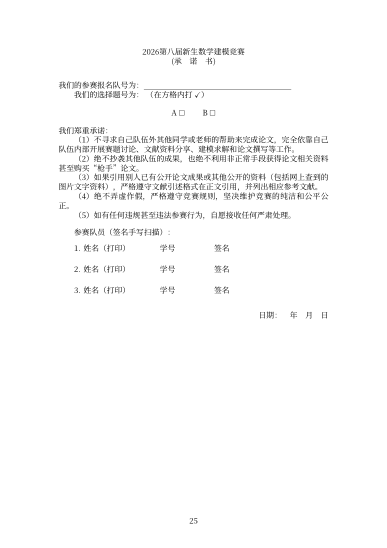 2026第八届新生数学建模竞赛
(承 诺 书)
我们的参赛报名队号为：
我们的选择题号为：（在方格内打 ✓）
A □ B □
我们郑重承诺：
（1）不寻求自己队伍外其他同学或老师的帮助来完成论文，完全依靠自己
队伍内部开展赛题讨论、文献资料分享、建模求解和论文撰写等工作。
（2）绝不抄袭其他队伍的成果，也绝不利用非正常手段获得论文相关资料
甚至购买“枪手”论文。
（3）如果引用别人已有公开论文成果或其他公开的资料（包括网上查到的
图片文字资料），严格遵守文献引述格式在正文引用，并列出相应参考文献。
（4）绝不弄虚作假，严格遵守竞赛规则，坚决维护竞赛的纯洁和公平公
正。
（5）如有任何违规甚至违法参赛行为，自愿接收任何严肃处理。
参赛队员（签名手写扫描）：
1. 姓名（打印） 学号 签名
2. 姓名（打印） 学号 签名
3. 姓名（打印） 学号 签名
日期： 年 月 日
25